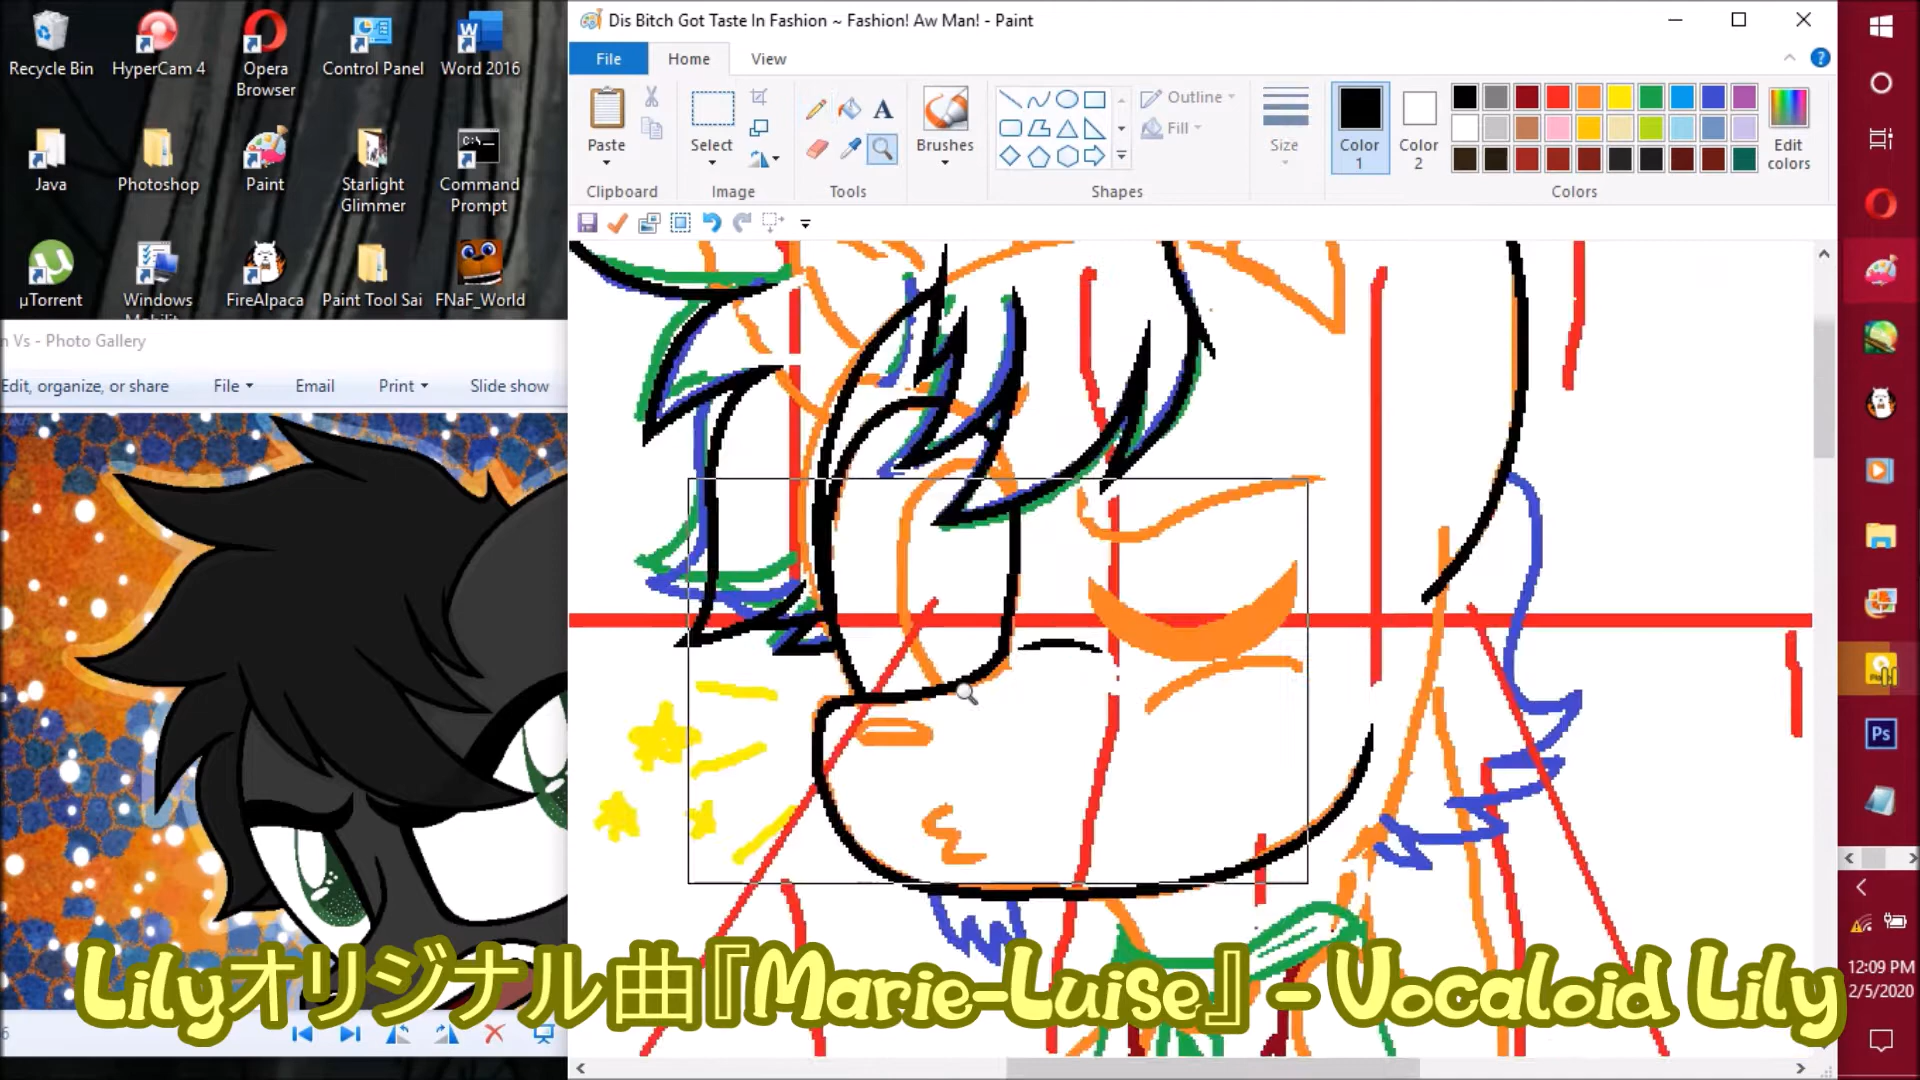 Dis Bitch Got Taste In Fashion ~ Fashion! Aw Man! - Paint
File
Home
View
Recycle Bin
HyperCam 4
Opera Browser
Control Panel
Word 2016
Paste
Select
Brushes
Outline
Fill
Size
Color 1
Color 2
Edit colors
Clipboard
Image
Tools
Shapes
Colors
Java
Photoshop
Paint
Starlight Glimmer
Command Prompt
µTorrent
Windows
FireAlpaca
Paint Tool Sai
FNaF_World
n Vs - Photo Gallery
Edit, organize, or share
File
Email
Print
Slide show
Ps
12:09 PM
2/5/2020
Lilyオリジナル曲『Marie-Luise』 - Vocaloid Lily